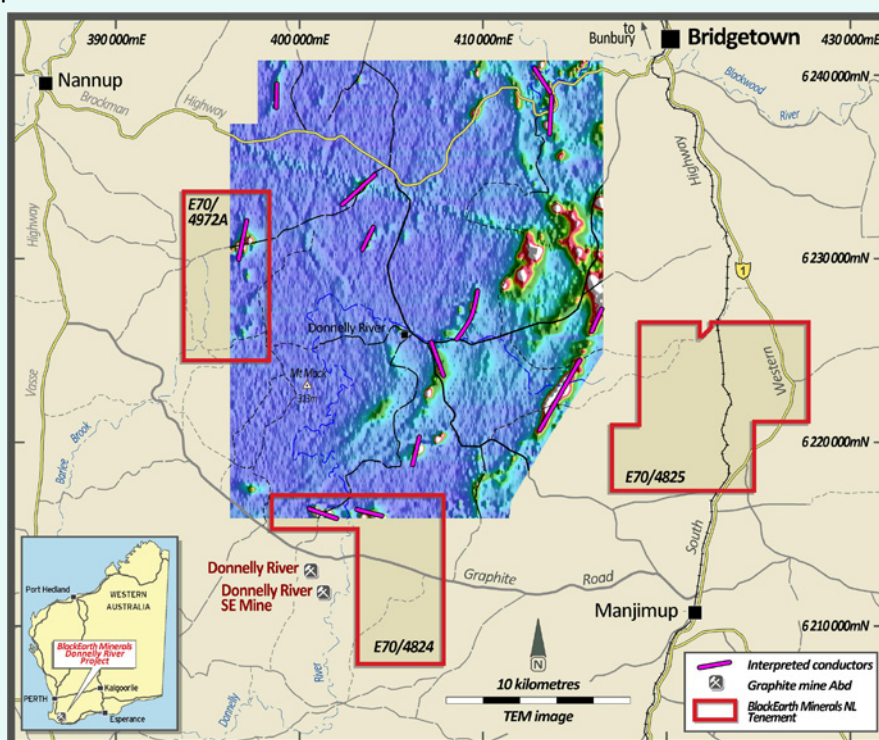 390 000mE
400 000mE
410 000mE
to
Bunbury
Bridgetown
430 000mE
Nannup
Brockman
Highway
Blackwood
River
6 240 000mN
Highway
E70/
4972A
Highway
6 230 000mN
1
Donnelly River
Mt Mack
313m
Vasse
Western
Barlee
Brook
6 220 000mN
E70/4825
South
Donnelly River
Donnelly River
SE Mine
Graphite
Road
Manjimup
6 210 000mN
E70/4824
River
Donnelly
Port Hedland
WESTERN
AUSTRALIA
BlackEarth Minerals
Donnelly River
Project
PERTH
Kalgoorlie
Esperance
N
10 kilometres
TEM image
Interpreted conductors
Graphite mine Abd
BlackEarth Minerals NL
Tenement